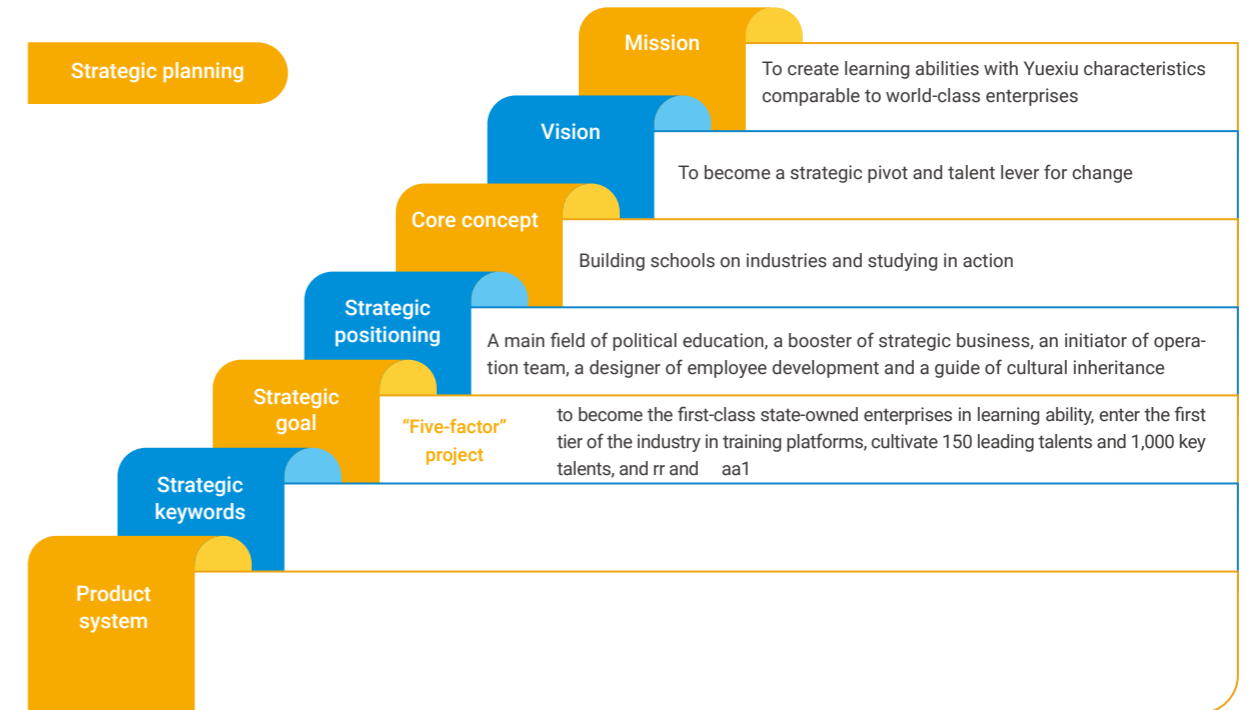 Strategic planning
Mission
To create learning abilities with Yuexiu characteristics
comparable to world-class enterprises
Vision
To become a strategic pivot and talent lever for change
Core concept
Building schools on industries and studying in action
Strategic
positioning
A main field of political education, a booster of strategic business, an initiator of opera-
tion team, a designer of employee development and a guide of cultural inheritance
Strategic
goal
“Five-factor”
project
to become the first-class state-owned enterprises in learning ability, enter the first
tier of the industry in training platforms, cultivate 150 leading talents and 1,000 key
talents, and rr and aa1
Strategic
keywords
Product
system